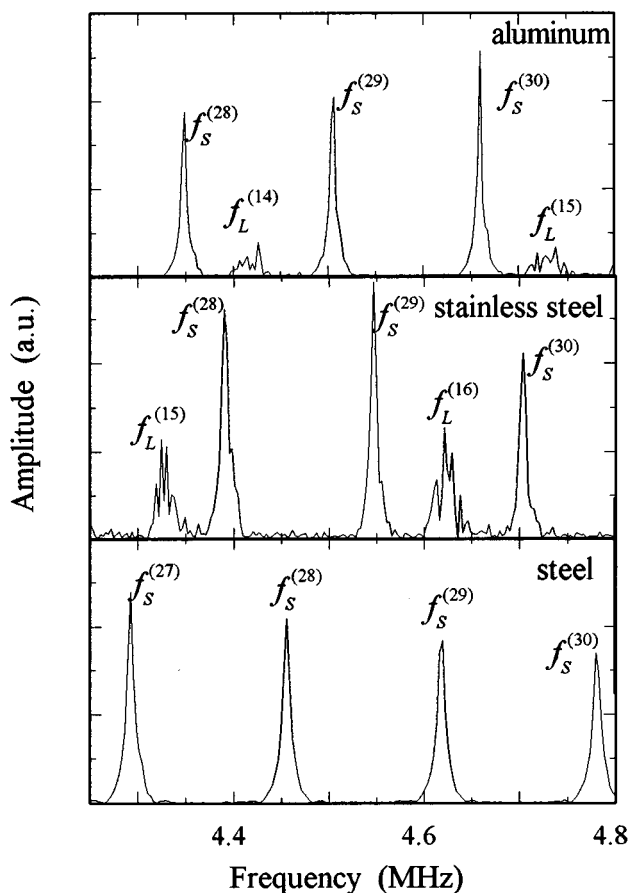 aluminum
f_S^(28)
f_L^(14)
f_S^(29)
f_S^(30)
f_L^(15)
stainless steel
f_L^(15)
f_S^(28)
f_S^(29)
f_L^(16)
f_S^(30)
steel
f_S^(27)
f_S^(28)
f_S^(29)
f_S^(30)
Amplitude (a.u.)
4.4 4.6 4.8
Frequency (MHz)